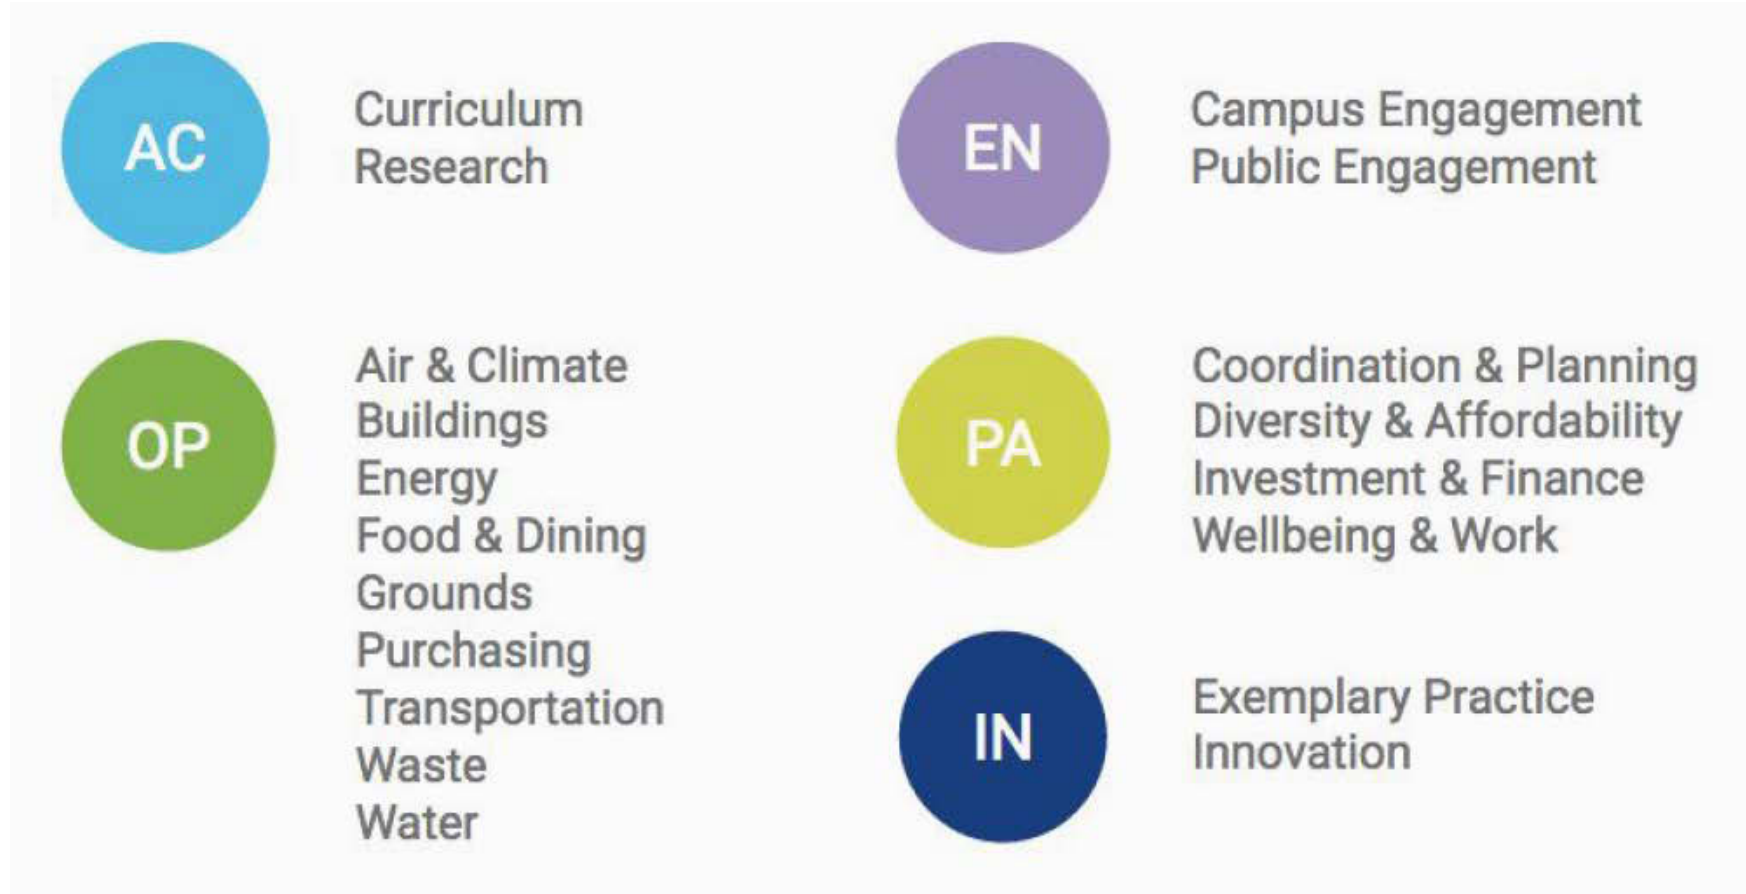 AC
Curriculum
Research
EN
Campus Engagement
Public Engagement
OP
Air & Climate
Buildings
Energy
Food & Dining
Grounds
Purchasing
Transportation
Waste
Water
PA
Coordination & Planning
Diversity & Affordability
Investment & Finance
Wellbeing & Work
IN
Exemplary Practice
Innovation